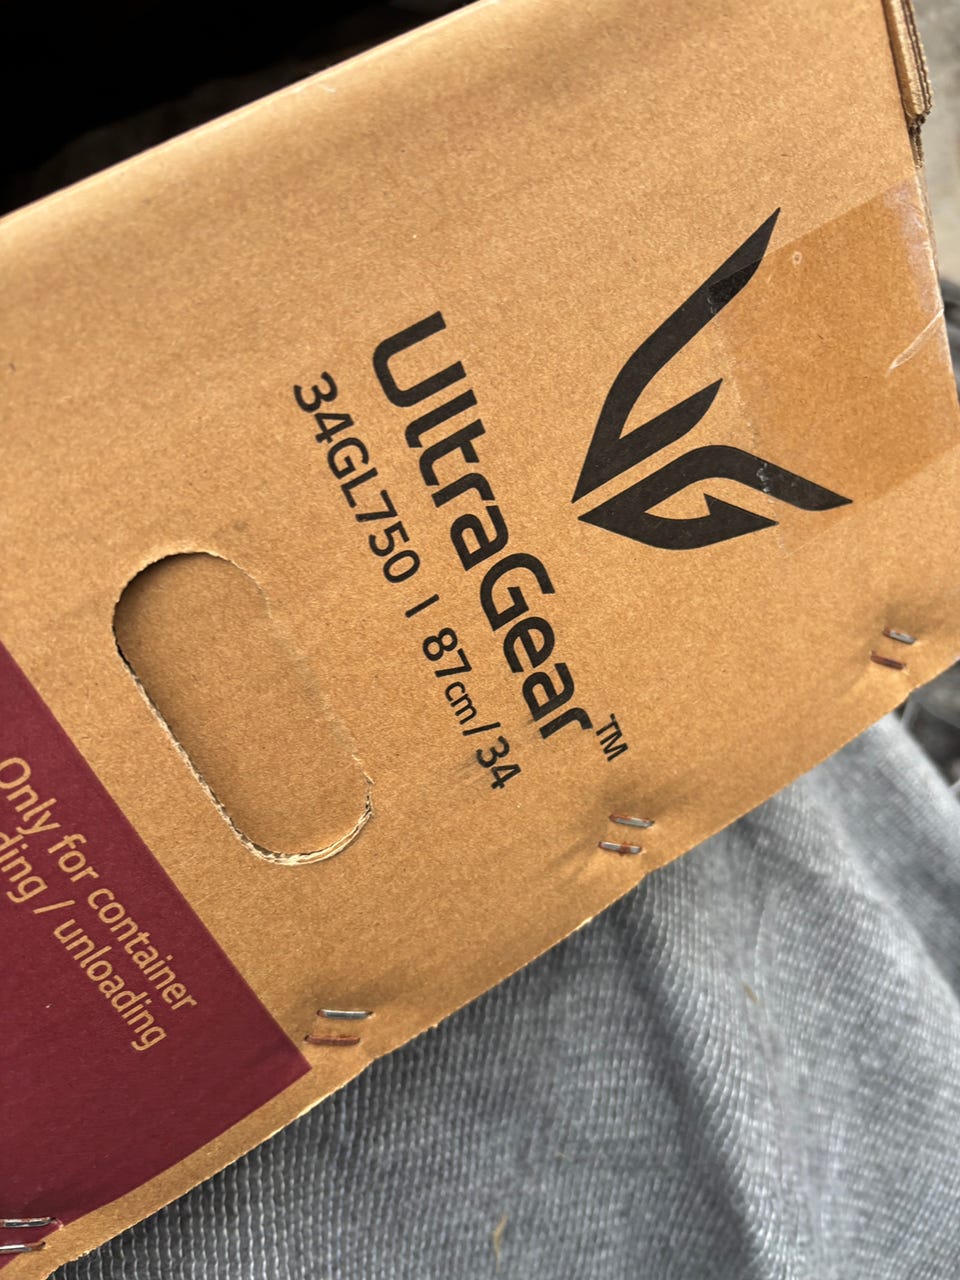 UltraGear™
34GL750 | 87cm/34
Only for container
ding / unloading